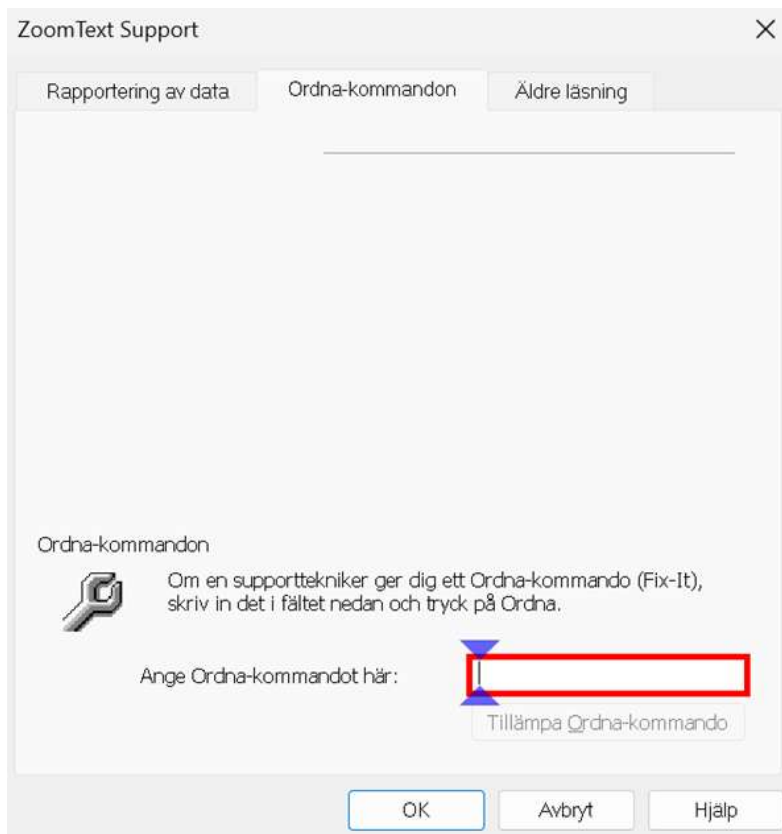 ZoomText Support
Rapportering av data
Ordna-kommandon
Äldre läsning
Ordna-kommandon
Om en supporttekniker ger dig ett Ordna-kommando (Fix-It),
skriv in det i fältet nedan och tryck på Ordna.
Ange Ordna-kommandot här:
Tillämpa Ordna-kommando
OK
Avbryt
Hjälp